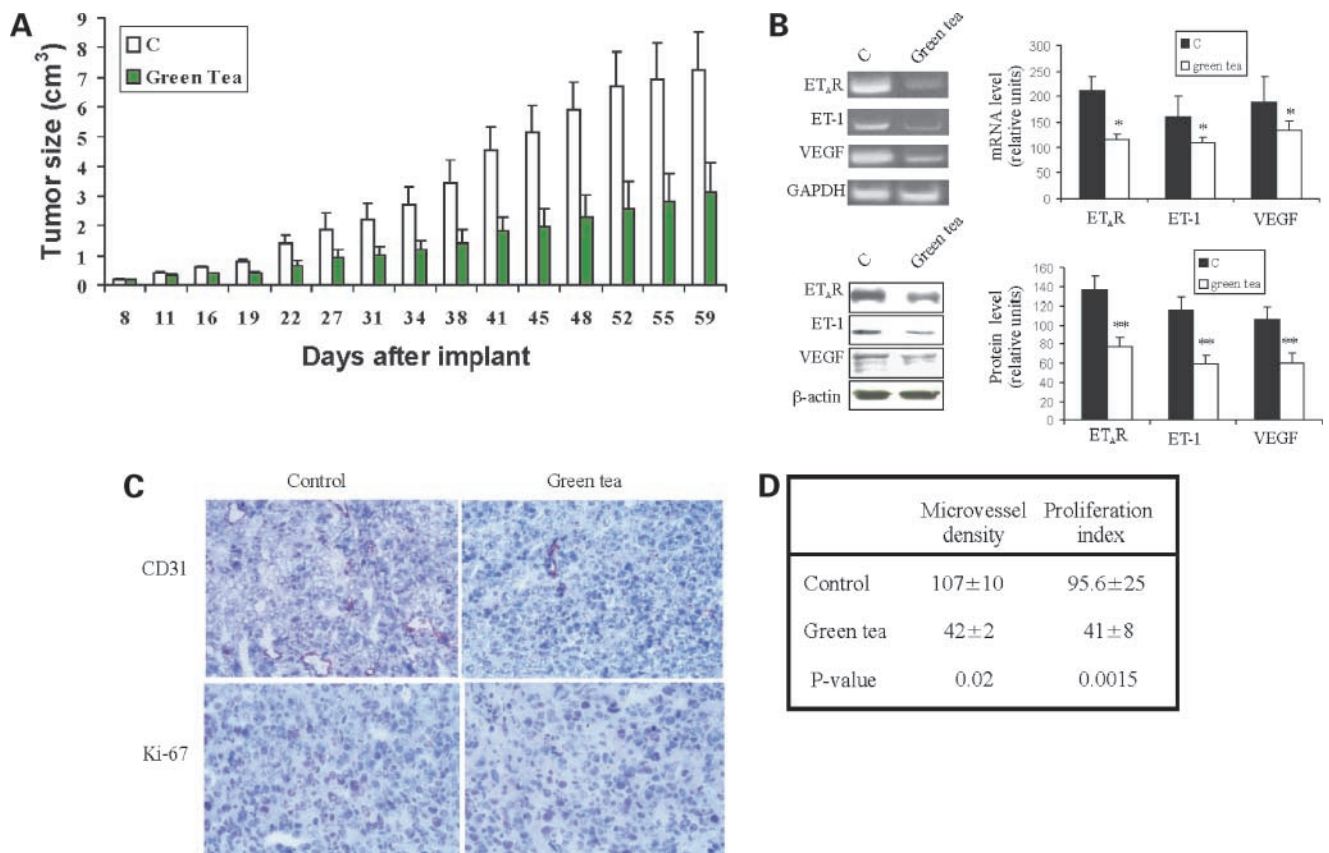 A
Tumor size (cm³)
9
8
7
6
5
4
3
2
1
0
C
Green Tea
8 11 16 19 22 27 31 34 38 41 45 48 52 55 59
Days after implant
B
C Green tea
ETAR
ET-1
VEGF
GAPDH
mRNA level
(relative units)
300
250
200
150
100
50
0
C
green tea
* * *
ETAR ET-1 VEGF
C Green tea
ETAR
ET-1
VEGF
β-actin
Protein level
(relative units)
160
140
120
100
80
60
40
20
0
C
green tea
** ** **
ETAR ET-1 VEGF
C
Control Green tea
CD31
Ki-67
D
Microvessel Proliferation
density index
Control 107±10 95.6±25
Green tea 42±2 41±8
P-value 0.02 0.0015